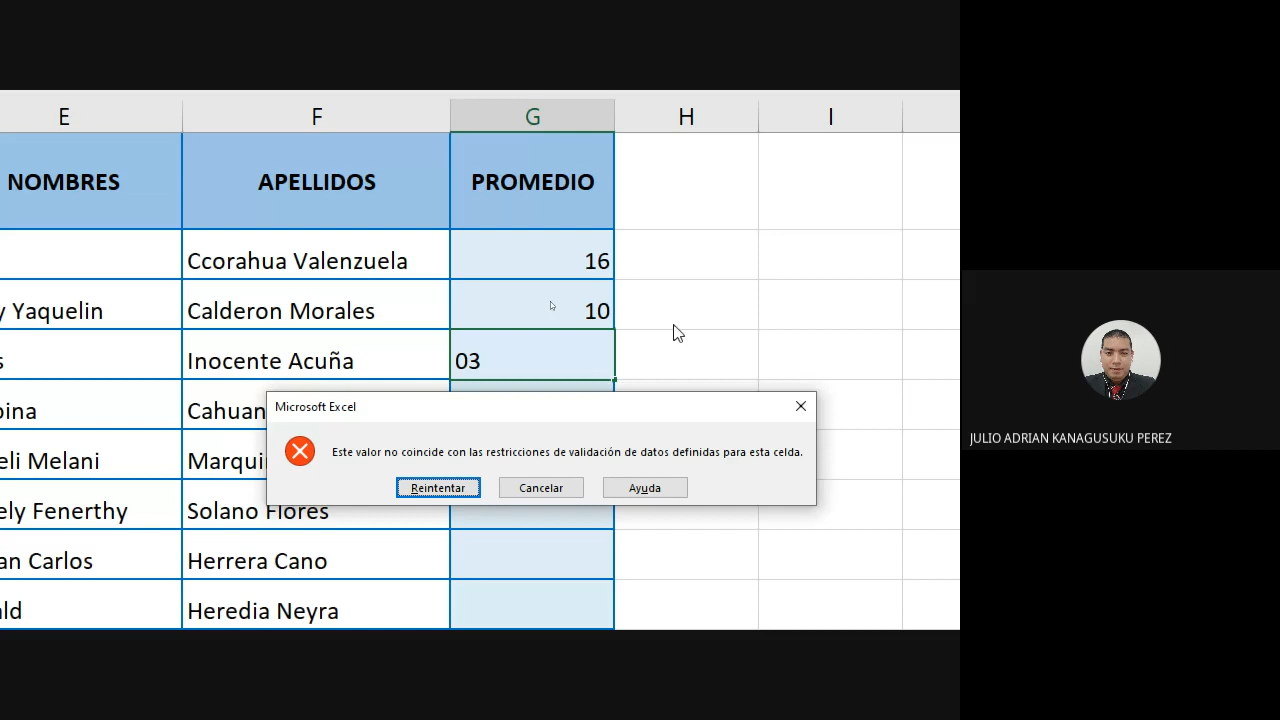 E F G H I
NOMBRES APELLIDOS PROMEDIO
Ccorahua Valenzuela 16
y Yaquelin Calderon Morales 10
s Inocente Acuña 03
Microsoft Excel
Este valor no coincide con las restricciones de validación de datos definidas para esta celda.
Reintentar Cancelar Ayuda
ina Cahuan
eli Melani Marqui
ely Fenerthy Solano Flores
an Carlos Herrera Cano
ld Heredia Neyra
JULIO ADRIAN KANAGUSUKU PEREZ